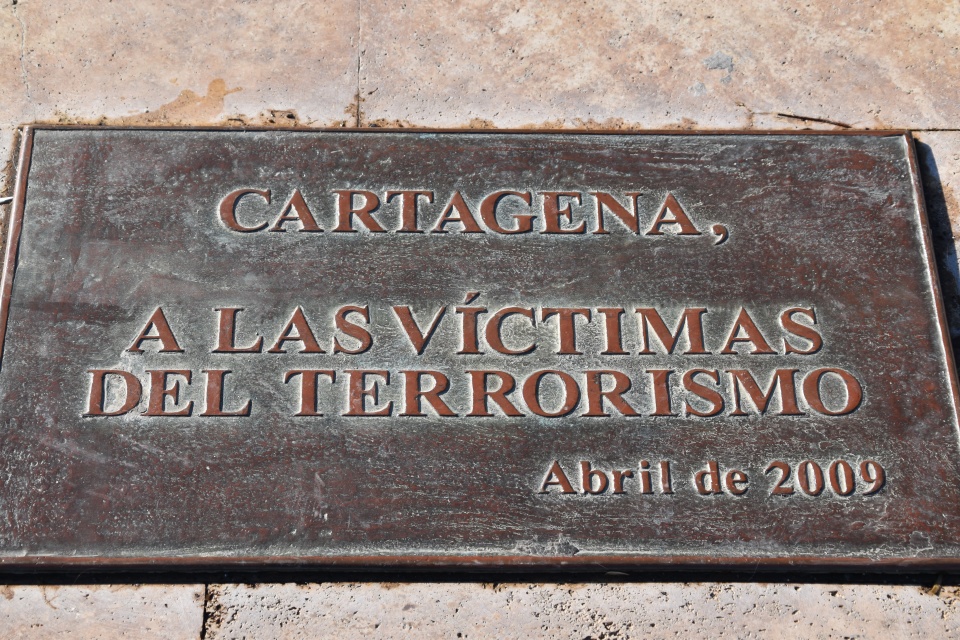 CARTAGENA,
A LAS VÍCTIMAS
DEL TERRORISMO
Abril de 2009